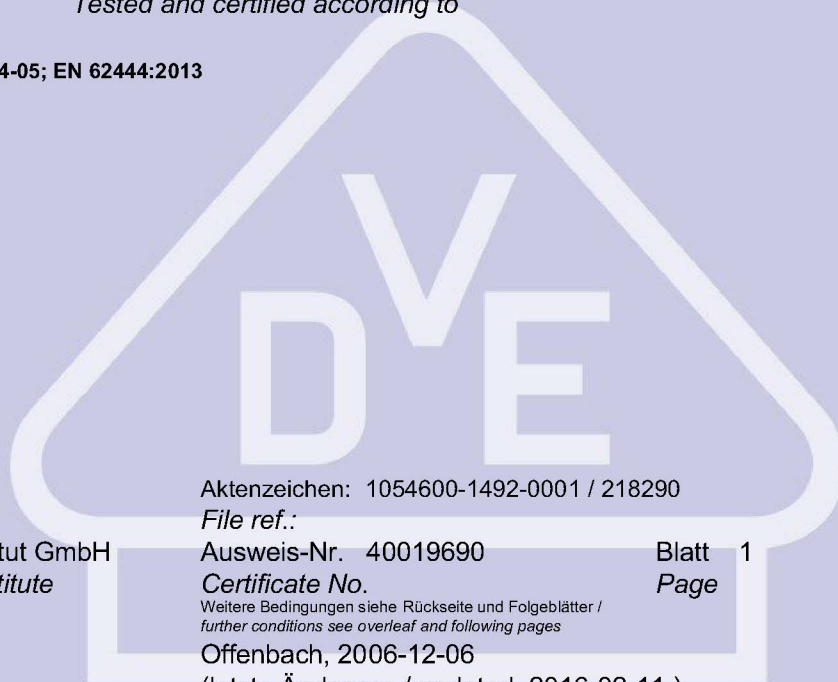 Tested and certified according to
4-05; EN 62444:2013
DVE
Aktenzeichen: 1054600-1492-0001 / 218290
File ref.:
tut GmbH Ausweis-Nr. 40019690 Blatt 1
titute Certificate No. Page
Weitere Bedingungen siehe Rückseite und Folgeblätter /
further conditions see overleaf and following pages
Offenbach, 2006-12-06